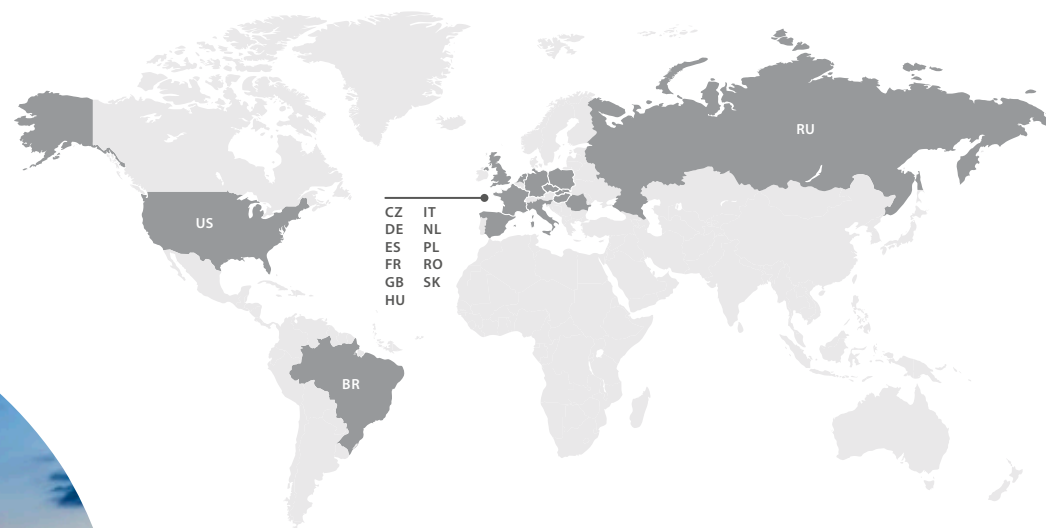 RU
US
CZ IT
DE NL
ES PL
FR RO
GB SK
HU
BR